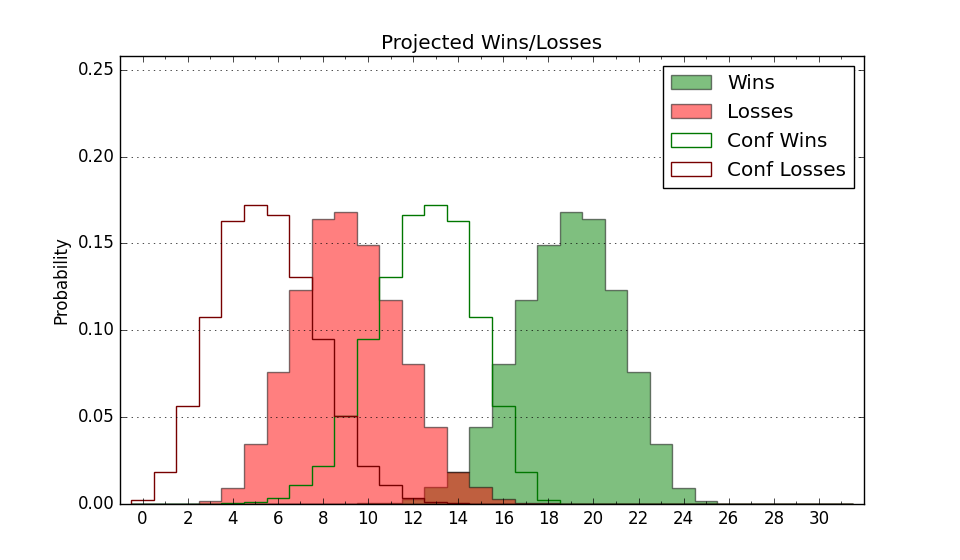 Projected Wins/Losses
0.25
0.20
0.15
0.10
0.05
0.00
Probability
Wins
Losses
Conf Wins
Conf Losses
0 2 4 6 8 10 12 14 16 18 20 22 24 26 28 30